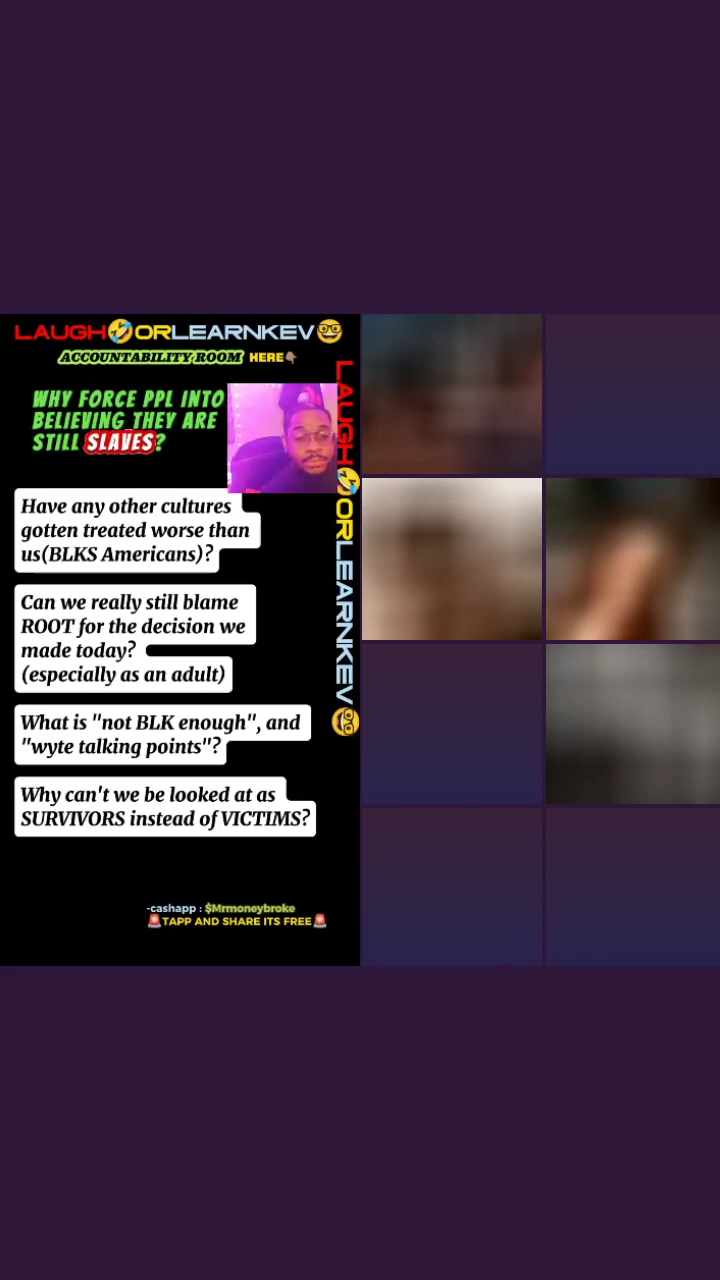 LAUGH🤣ORLEARNKEV🤓
ACCOUNTABILITY ROOM HERE👇🏽
WHY FORCE PPL INTO
BELIEVING THEY ARE
STILL SLAVES?
LAUGH🤣ORLEARNKEV🤓
Have any other cultures
gotten treated worse than
us(BLKS Americans)?
Can we really still blame
ROOT for the decision we
made today?
(especially as an adult)
What is "not BLK enough", and
"wyte talking points"?
Why can't we be looked at as
SURVIVORS instead of VICTIMS?
-cashapp : $Mrmoneybroke
🚨TAPP AND SHARE ITS FREE🚨